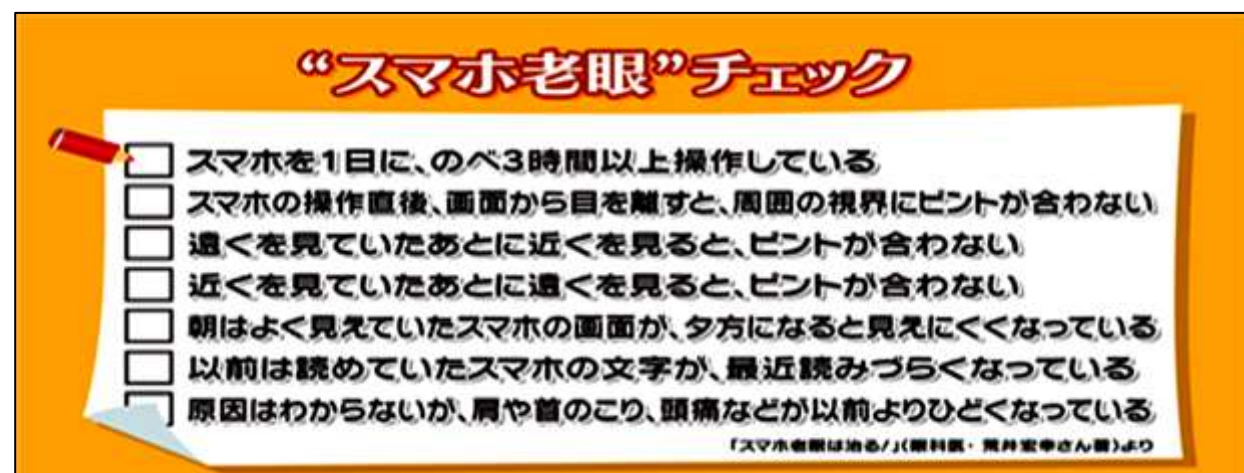 “スマホ老眼”チェック
スマホを1日に、のべ3時間以上操作している
スマホの操作直後、画面から目を離すと、周囲の視界にピントが合わない
遠くを見ていたあとに近くを見ると、ピントが合わない
近くを見ていたあとに遠くを見ると、ピントが合わない
朝はよく見えていたスマホの画面が、夕方になると見えにくくなっている
以前は読めていたスマホの文字が、最近読みづらくなっている
原因はわからないが、肩や首のこり、頭痛などが以前よりひどくなっている
「スマホ老眼は治る!」(眼科医・荒井宏幸さん著)より